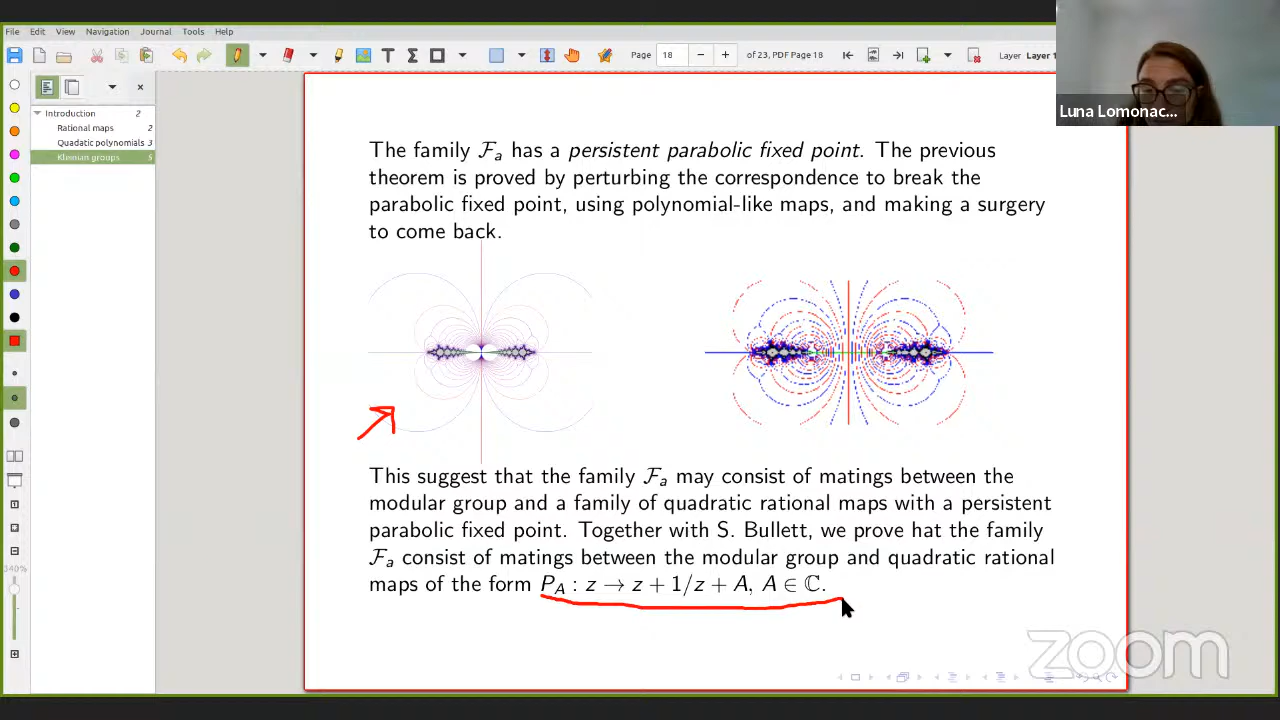 File Edit View Navigation Journal Tools Help
Page 18 of 23, PDF Page 18 Layer Layer 1
Luna Lomonac...
Introduction 2
Rational maps 2
Quadatic polynomials 3
Kleinian groups 5
340%
The family Fₐ has a persistent parabolic fixed point. The previous
theorem is proved by perturbing the correspondence to break the
parabolic fixed point, using polynomial-like maps, and making a surgery
to come back.
This suggest that the family Fₐ may consist of matings between the
modular group and a family of quadratic rational maps with a persistent
parabolic fixed point. Together with S. Bullett, we prove hat the family
Fₐ consist of matings between the modular group and quadratic rational
maps of the form P_A : z → z + 1/z + A, A ∈ ℂ.
zoom